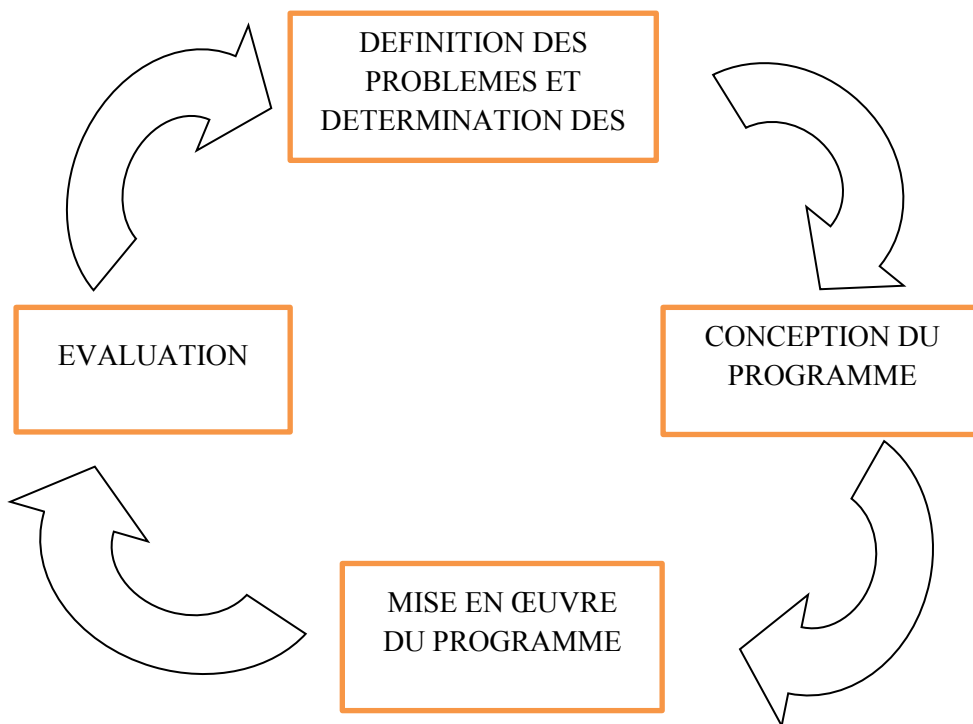 DEFINITION DES
PROBLEMES ET
DETERMINATION DES
CONCEPTION DU
PROGRAMME
MISE EN ŒUVRE
DU PROGRAMME
EVALUATION